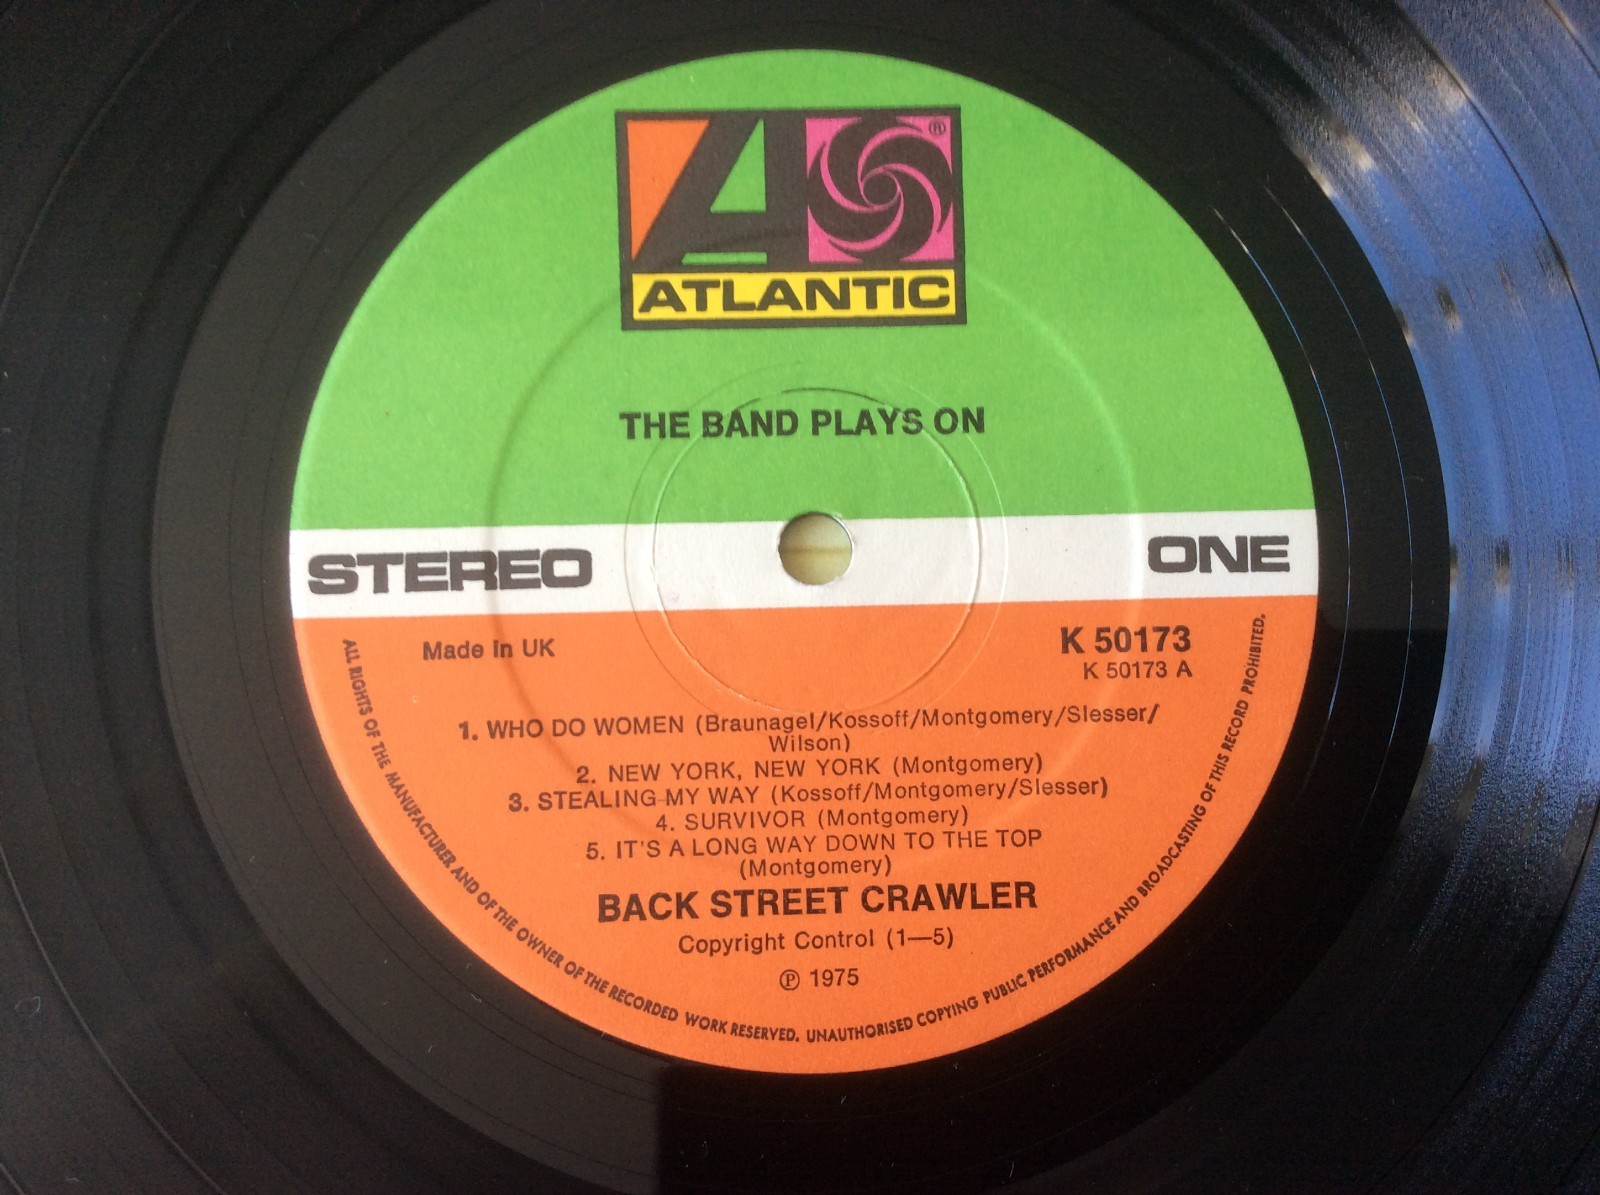 ®
ATLANTIC
THE BAND PLAYS ON
STEREO
ONE
Made in UK
K 50173
K 50173 A
1. WHO DO WOMEN (Braunagel/Kossoff/Montgomery/Slesser/
Wilson)
2. NEW YORK, NEW YORK (Montgomery)
3. STEALING MY WAY (Kossoff/Montgomery/Slesser)
4. SURVIVOR (Montgomery)
5. IT'S A LONG WAY DOWN TO THE TOP
(Montgomery)
BACK STREET CRAWLER
Copyright Control (1—5)
℗ 1975
ALL RIGHTS OF THE MANUFACTURER AND OF THE OWNER OF THE RECORDED WORK RESERVED. UNAUTHORISED COPYING PUBLIC PERFORMANCE AND BROADCASTING OF THIS RECORD PROHIBITED.